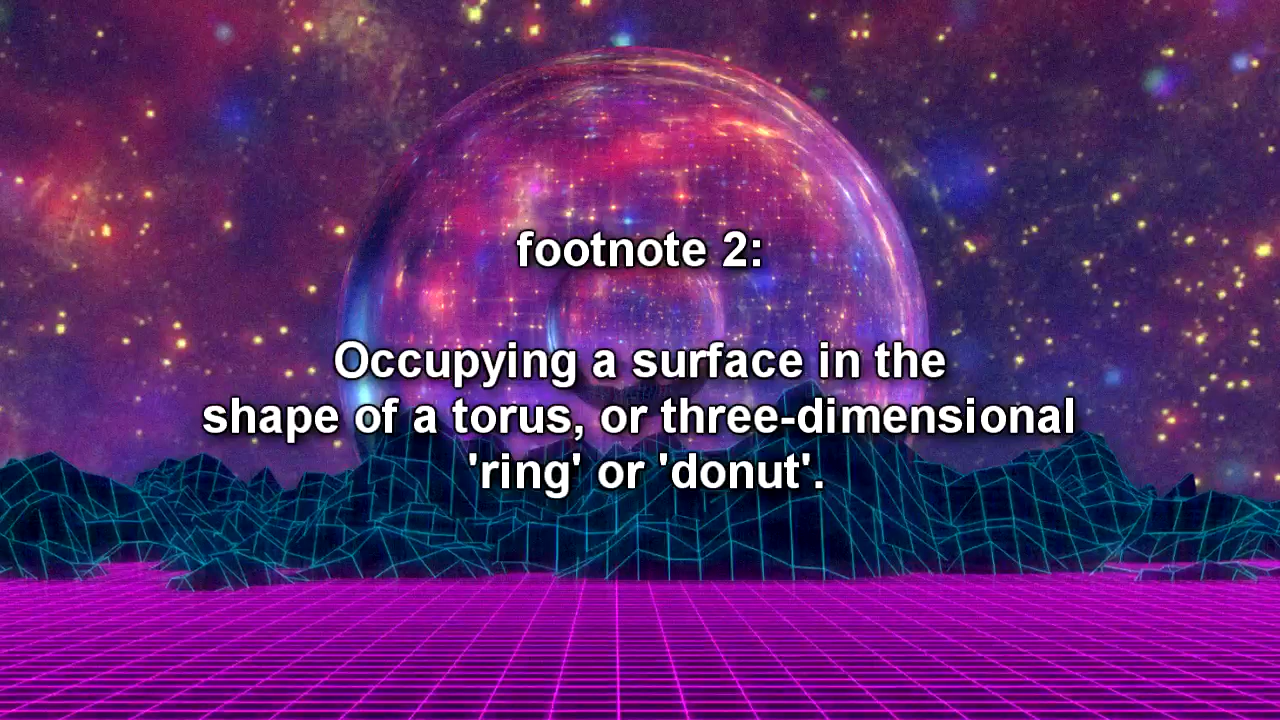 footnote 2:
Occupying a surface in the
shape of a torus, or three-dimensional
'ring' or 'donut'.